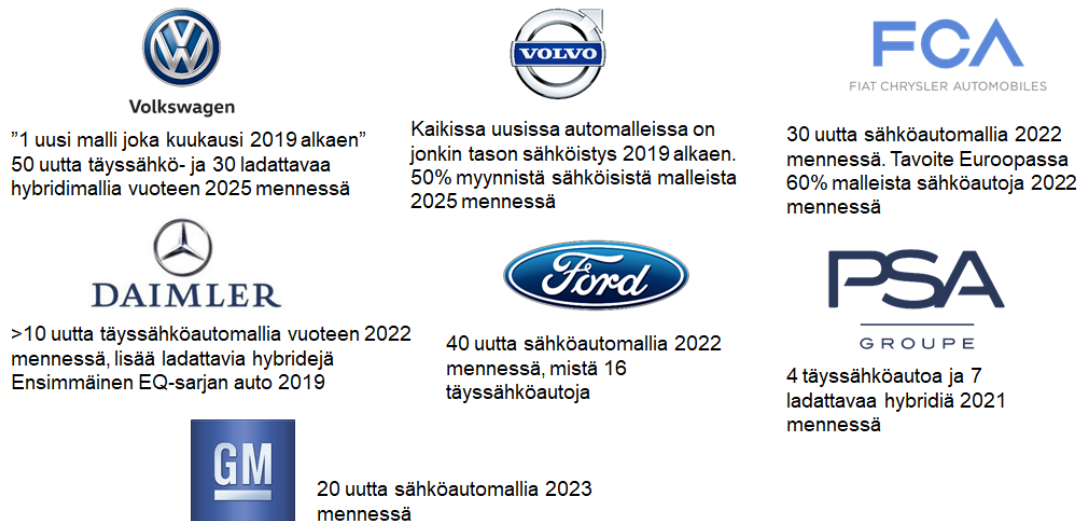 Volkswagen
"1 uusi malli joka kuukausi 2019 alkaen"
50 uutta täyssähkö- ja 30 ladattavaa
hybridimallia vuoteen 2025 mennessä
VOLVO
Kaikissa uusissa automalleissa on
jonkin tason sähköistys 2019 alkaen.
50% myynnistä sähköisistä malleista
2025 mennessä
FCA
FIAT CHRYSLER AUTOMOBILES
30 uutta sähköautomallia 2022
mennessä. Tavoite Euroopassa
60% malleista sähköautoja 2022
mennessä
DAIMLER
>10 uutta täyssähköautomallia vuoteen 2022
mennessä, lisää ladattavia hybridejä
Ensimmäinen EQ-sarjan auto 2019
Ford
40 uutta sähköautomallia 2022
mennessä, mistä 16
täyssähköautoja
PSA
GROUPE
4 täyssähköautoa ja 7
ladattavaa hybridiä 2021
mennessä
GM
20 uutta sähköautomallia 2023
mennessä